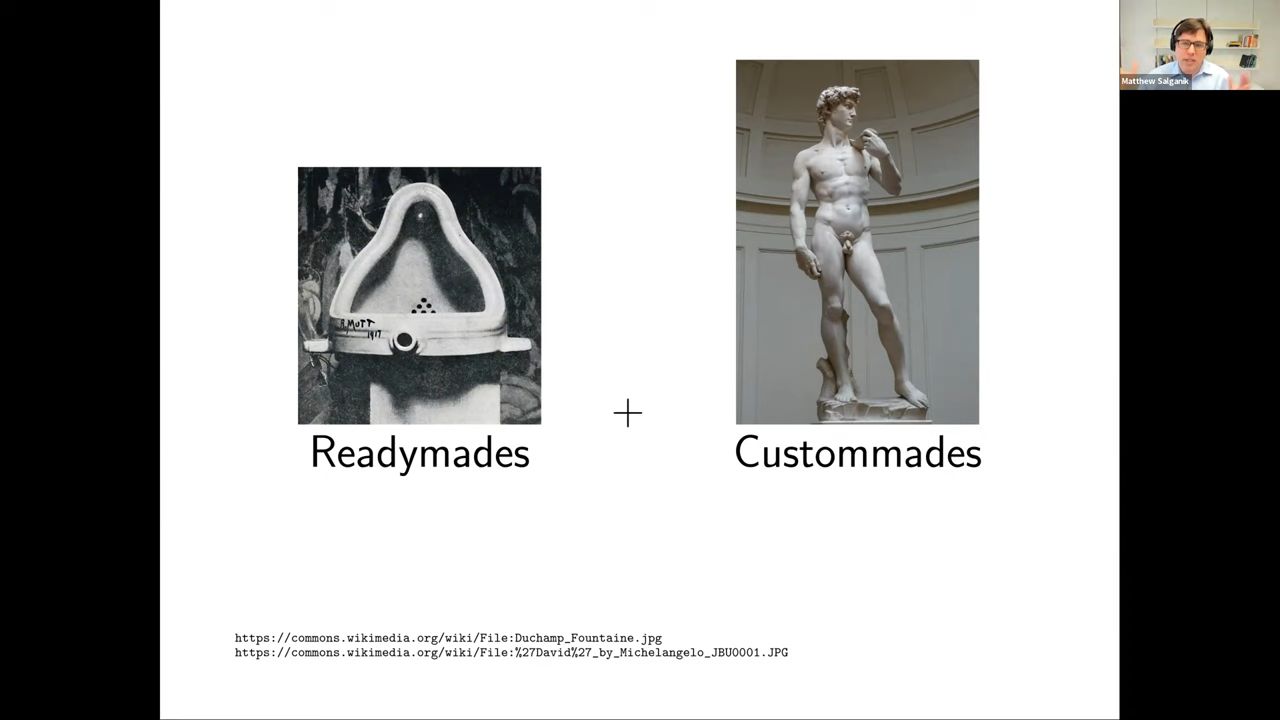 Matthew Salganik
R.MUTT
1917
+
Readymades
Custommades
https://commons.wikimedia.org/wiki/File:Duchamp_Fountaine.jpg
https://commons.wikimedia.org/wiki/File:%27David%27_by_Michelangelo_JBU0001.JPG